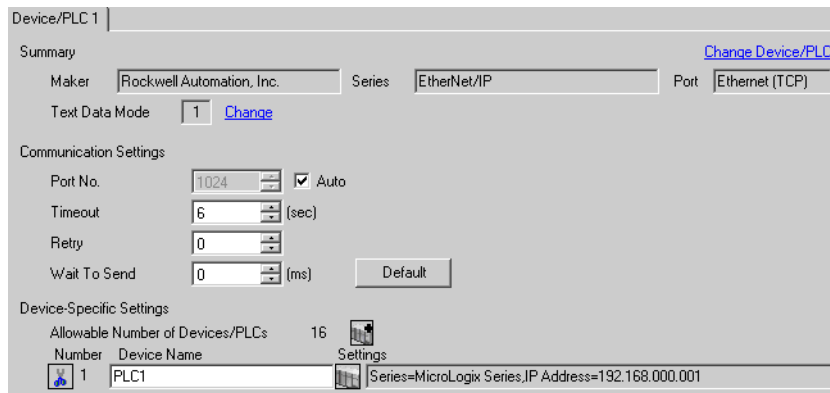 Device/PLC 1
Summary Change Device/PLC
Maker Rockwell Automation, Inc. Series EtherNet/IP Port Ethernet (TCP)
Text Data Mode 1 Change
Communication Settings
Port No. 1024 Auto
Timeout 6 (sec)
Retry 0
Wait To Send 0 (ms) Default
Device-Specific Settings
Allowable Number of Devices/PLCs 16
Number Device Name Settings
1 PLC1 Series=MicroLogix Series,IP Address=192.168.000.001